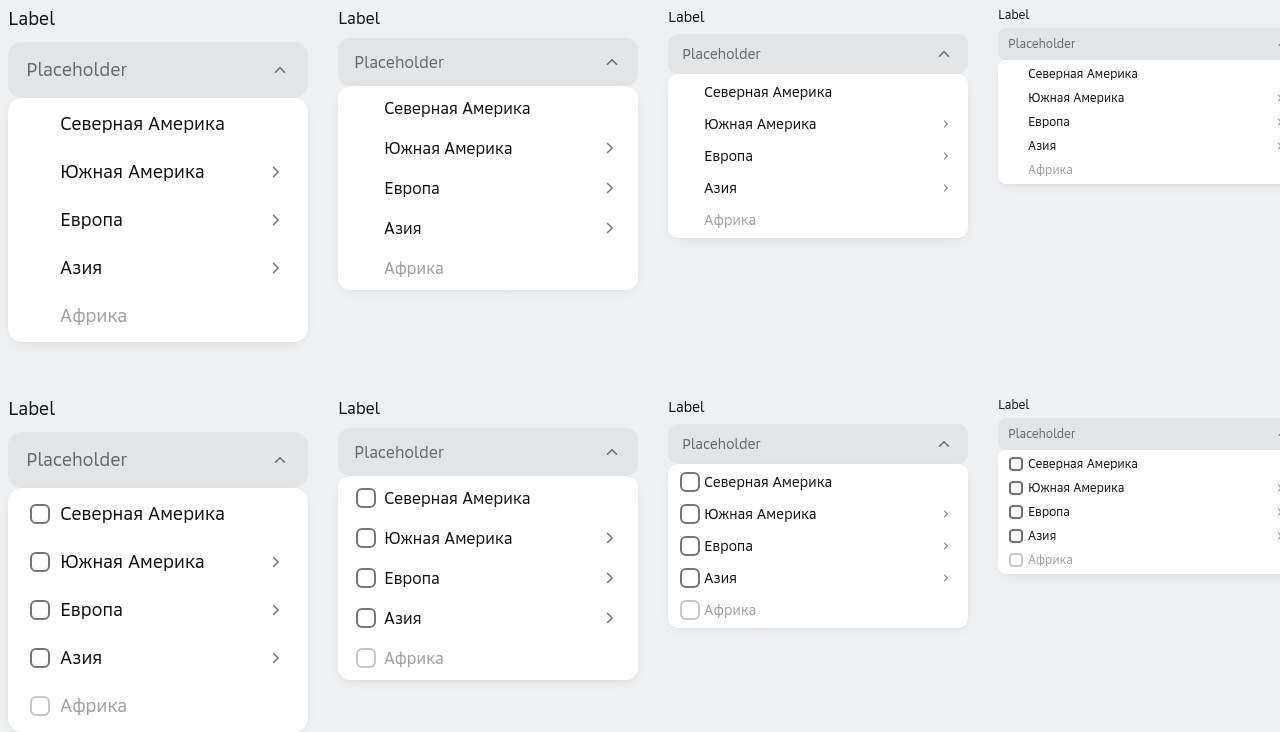 Label
Placeholder
Северная Америка
Южная Америка
Европа
Азия
Африка
Label
Placeholder
Северная Америка
Южная Америка
Европа
Азия
Африка
Label
Placeholder
Северная Америка
Южная Америка
Европа
Азия
Африка
Label
Placeholder
Северная Америка
Южная Америка
Европа
Азия
Африка
Label
Placeholder
Северная Америка
Южная Америка
Европа
Азия
Африка
Label
Placeholder
Северная Америка
Южная Америка
Европа
Азия
Африка
Label
Placeholder
Северная Америка
Южная Америка
Европа
Азия
Африка
Label
Placeholder
Северная Америка
Южная Америка
Европа
Азия
Африка